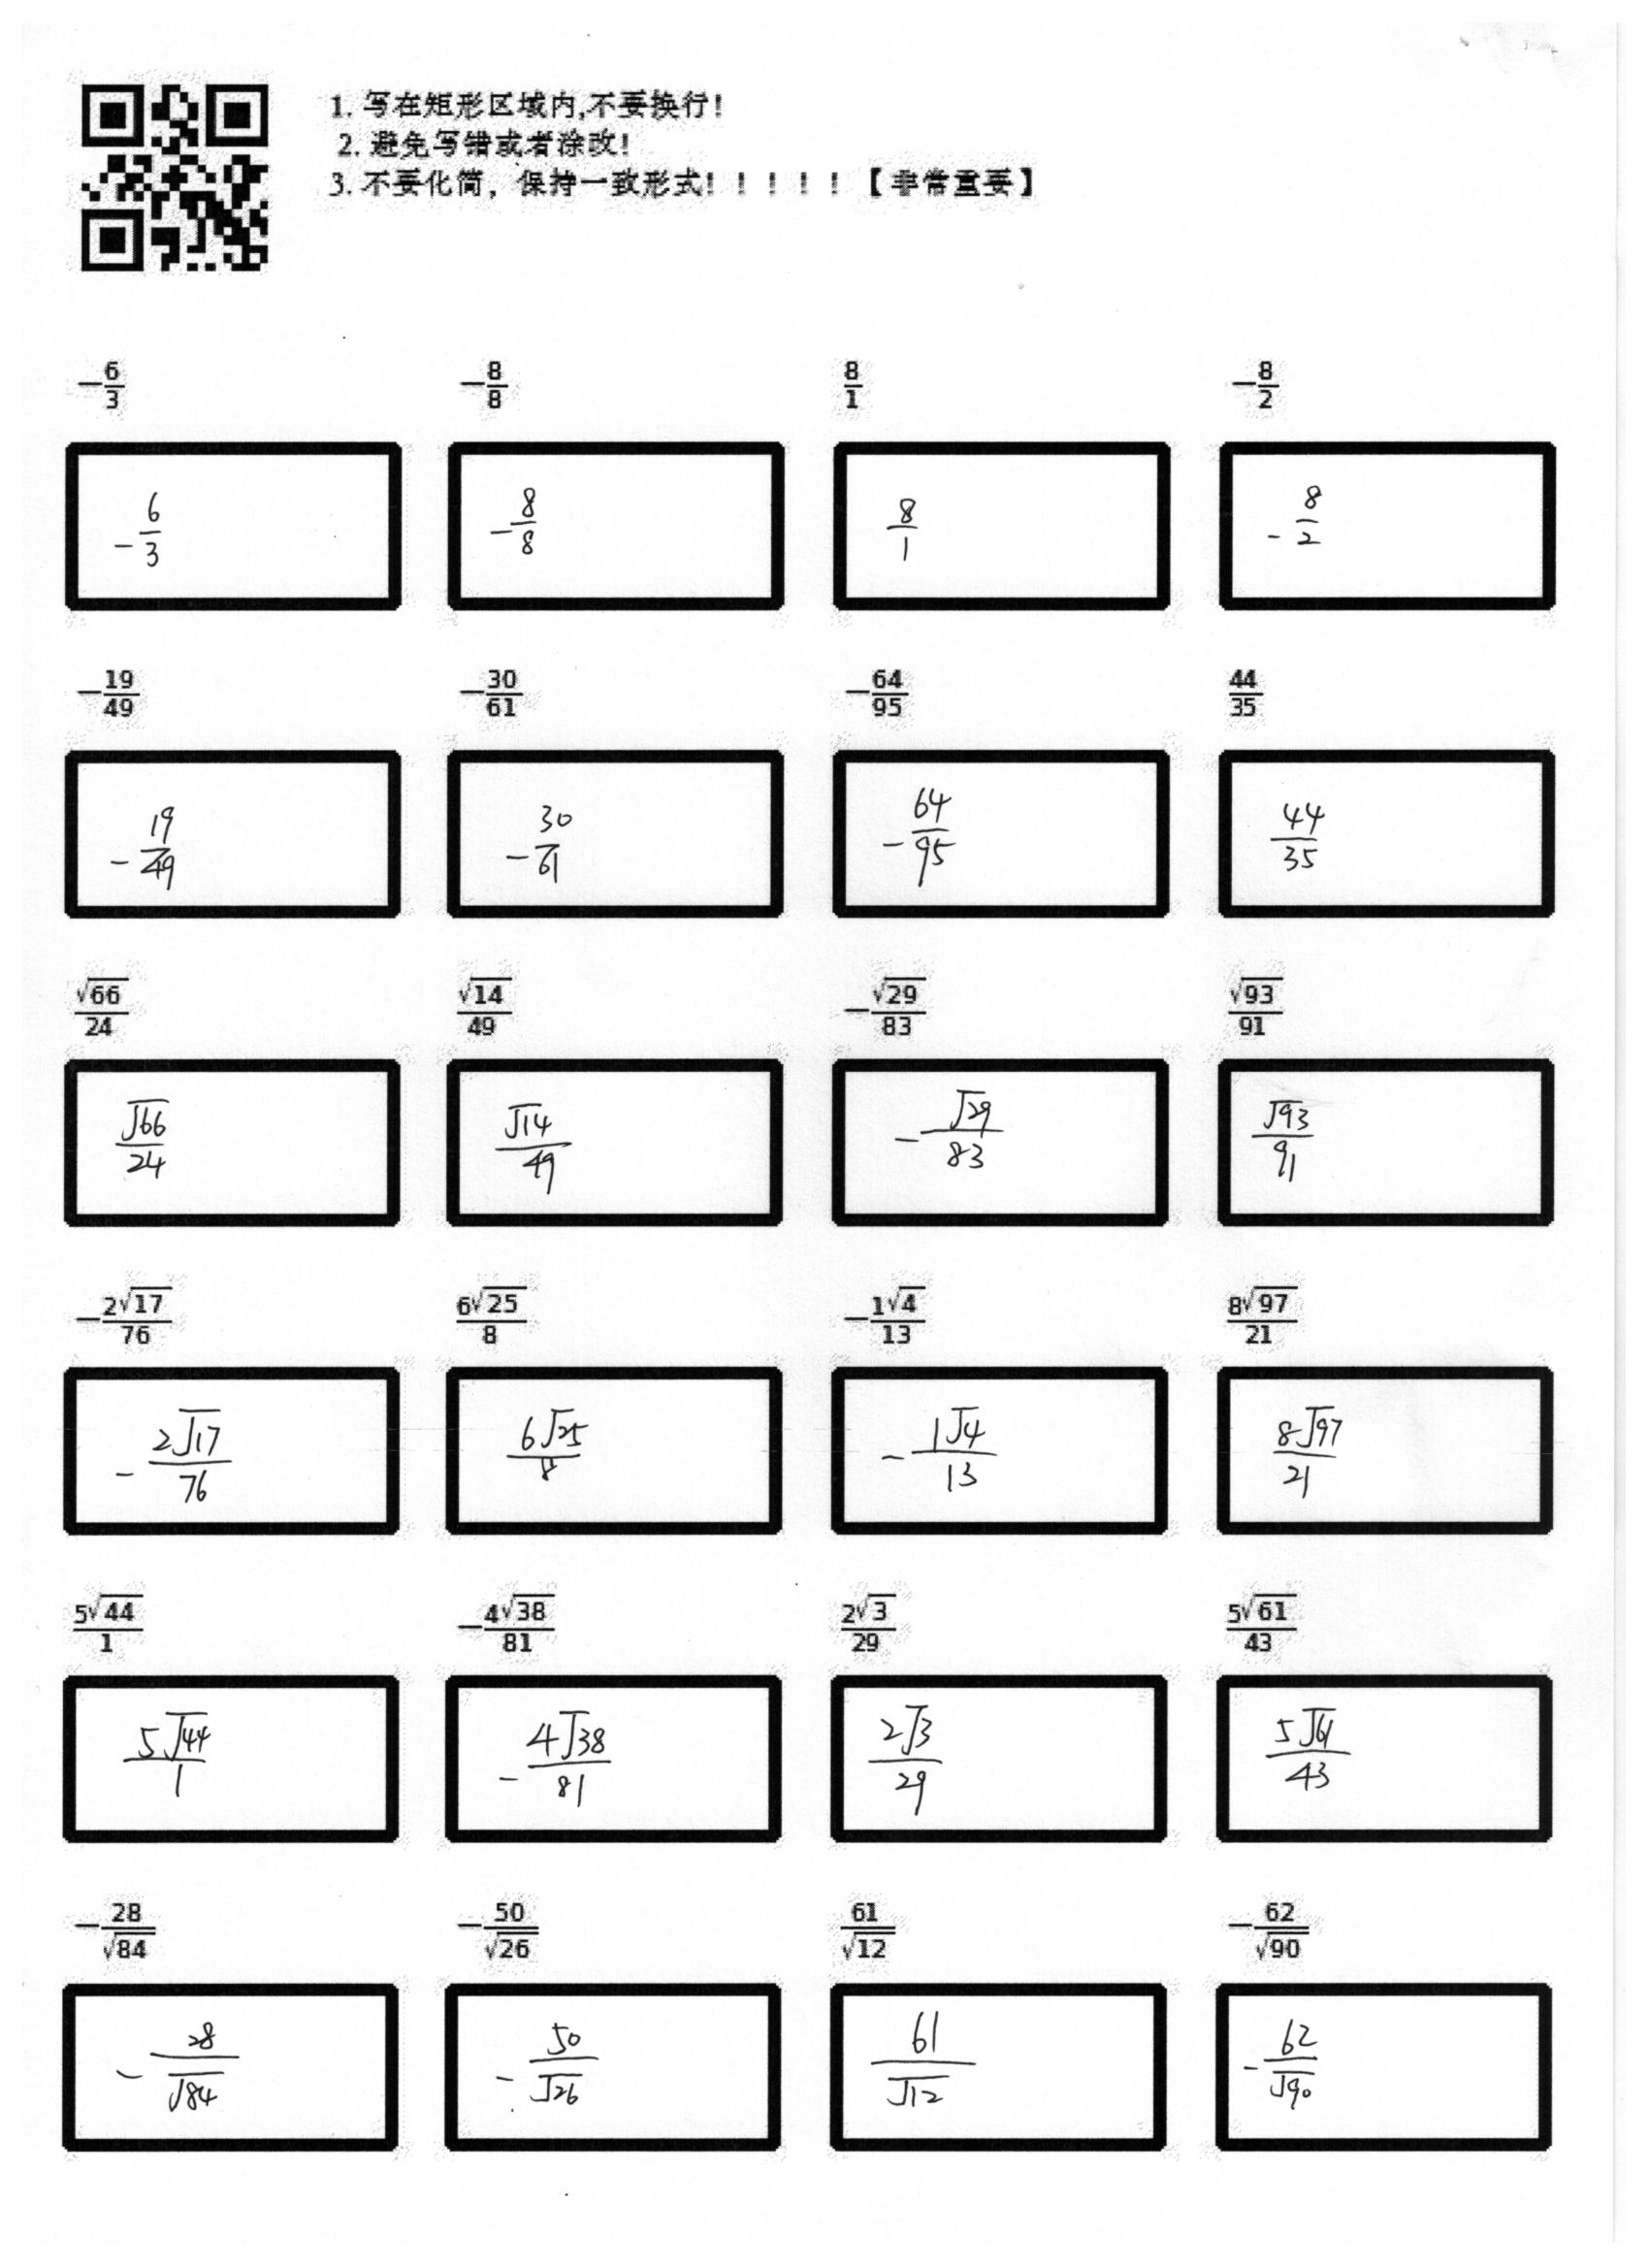 1. 写在矩形区域内,不要换行!
2. 避免写错或者涂改!
3. 不要化简，保持一致形式！！！！！【非常重要】
-\frac{6}{3} -\frac{8}{8} \frac{8}{1} -\frac{8}{2}
-\frac{6}{3} -\frac{8}{8} \frac{8}{1} -\frac{8}{2}
-\frac{19}{49} -\frac{30}{61} -\frac{64}{95} \frac{44}{35}
-\frac{19}{49} -\frac{30}{61} -\frac{64}{95} \frac{44}{35}
\frac{\sqrt{66}}{24} \frac{\sqrt{14}}{49} -\frac{\sqrt{29}}{83} \frac{\sqrt{93}}{91}
\frac{\sqrt{66}}{24} \frac{\sqrt{14}}{49} -\frac{\sqrt{29}}{83} \frac{\sqrt{93}}{91}
-\frac{2\sqrt{17}}{76} \frac{6\sqrt{25}}{8} -\frac{1\sqrt{4}}{13} \frac{8\sqrt{97}}{21}
-\frac{2\sqrt{17}}{76} \frac{6\sqrt{25}}{8} -\frac{1\sqrt{4}}{13} \frac{8\sqrt{97}}{21}
\frac{5\sqrt{44}}{1} -\frac{4\sqrt{38}}{81} \frac{2\sqrt{3}}{29} \frac{5\sqrt{61}}{43}
\frac{5\sqrt{44}}{1} -\frac{4\sqrt{38}}{81} \frac{2\sqrt{3}}{29} \frac{5\sqrt{61}}{43}
-\frac{28}{\sqrt{84}} -\frac{50}{\sqrt{26}} \frac{61}{\sqrt{12}} -\frac{62}{\sqrt{90}}
-\frac{28}{\sqrt{84}} -\frac{50}{\sqrt{26}} \frac{61}{\sqrt{12}} -\frac{62}{\sqrt{90}}